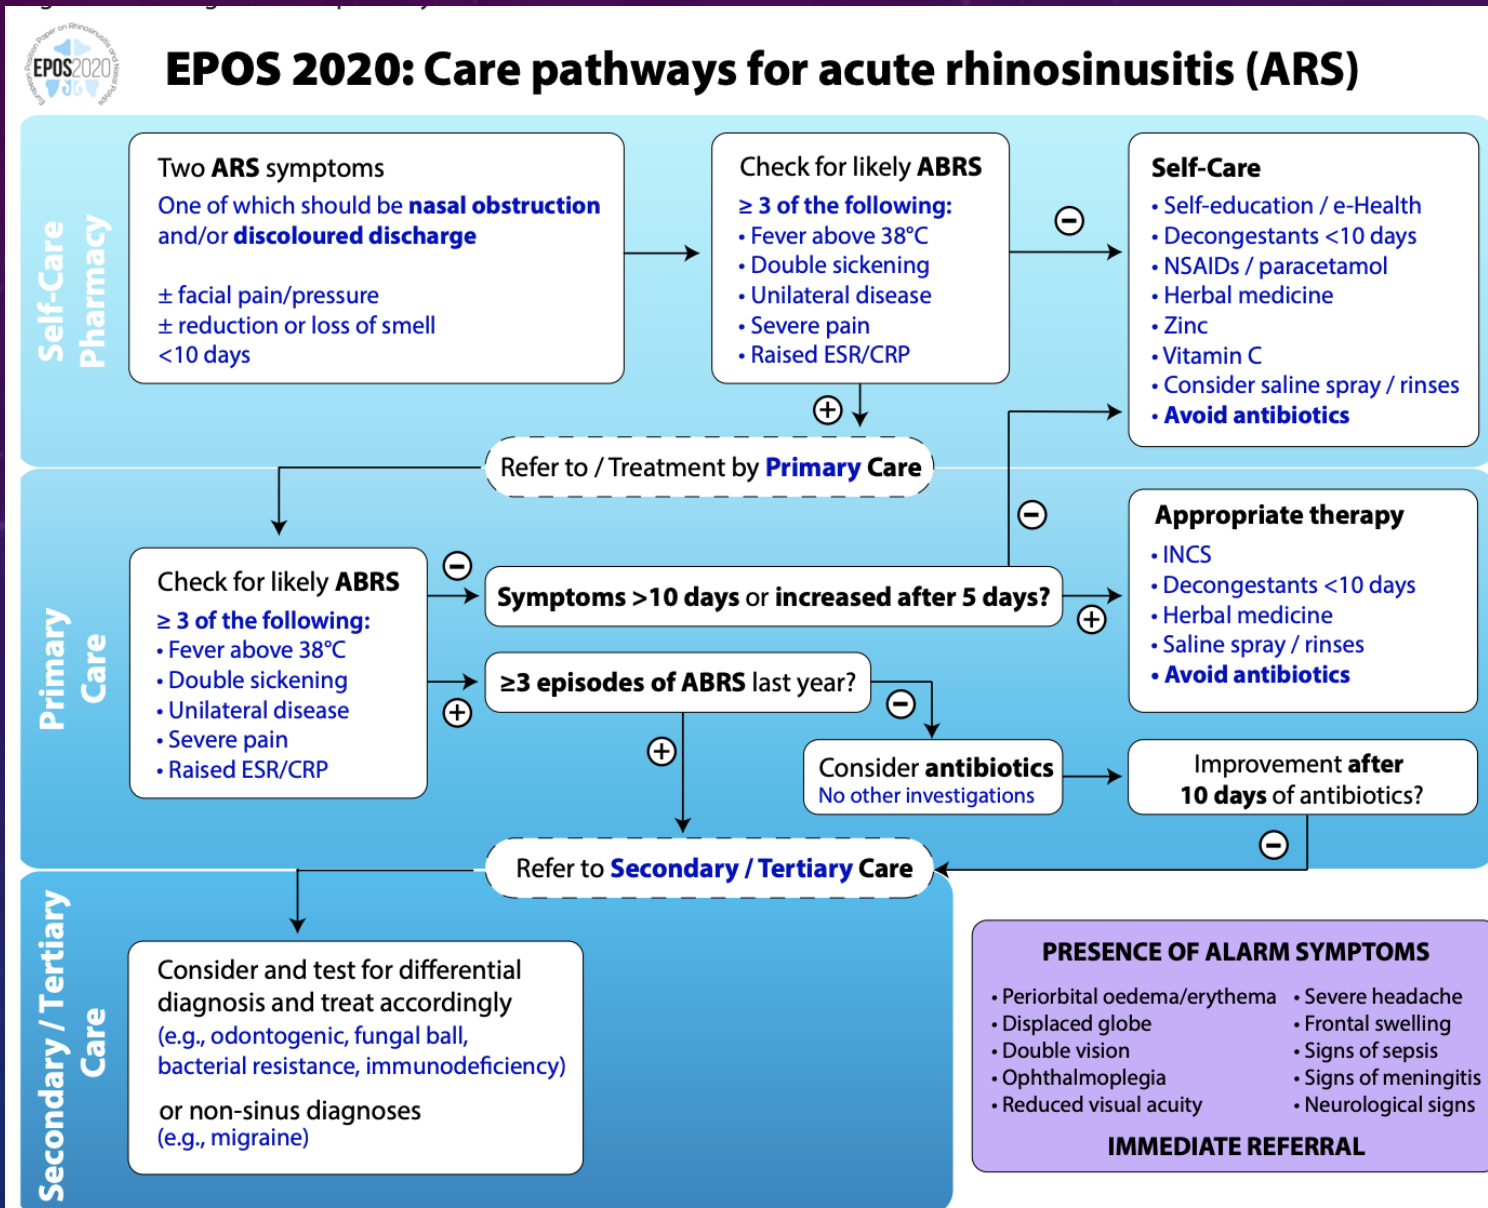 EPOS2020
European Position Paper on Rhinosinusitis and Nasal Polyps
EPOS 2020: Care pathways for acute rhinosinusitis (ARS)
Self-Care
Pharmacy
Two ARS symptoms
One of which should be nasal obstruction
and/or discoloured discharge
± facial pain/pressure
± reduction or loss of smell
<10 days
Check for likely ABRS
≥ 3 of the following:
• Fever above 38°C
• Double sickening
• Unilateral disease
• Severe pain
• Raised ESR/CRP
−
+
Self-Care
• Self-education / e-Health
• Decongestants <10 days
• NSAIDs / paracetamol
• Herbal medicine
• Zinc
• Vitamin C
• Consider saline spray / rinses
• Avoid antibiotics
Refer to / Treatment by Primary Care
Primary
Care
Check for likely ABRS
≥ 3 of the following:
• Fever above 38°C
• Double sickening
• Unilateral disease
• Severe pain
• Raised ESR/CRP
−
Symptoms >10 days or increased after 5 days?
−
+
Appropriate therapy
• INCS
• Decongestants <10 days
• Herbal medicine
• Saline spray / rinses
• Avoid antibiotics
+
≥3 episodes of ABRS last year?
−
+
Consider antibiotics
No other investigations
Improvement after
10 days of antibiotics?
−
Refer to Secondary / Tertiary Care
Secondary / Tertiary
Care
Consider and test for differential
diagnosis and treat accordingly
(e.g., odontogenic, fungal ball,
bacterial resistance, immunodeficiency)
or non-sinus diagnoses
(e.g., migraine)
PRESENCE OF ALARM SYMPTOMS
• Periorbital oedema/erythema
• Displaced globe
• Double vision
• Ophthalmoplegia
• Reduced visual acuity
• Severe headache
• Frontal swelling
• Signs of sepsis
• Signs of meningitis
• Neurological signs
IMMEDIATE REFERRAL